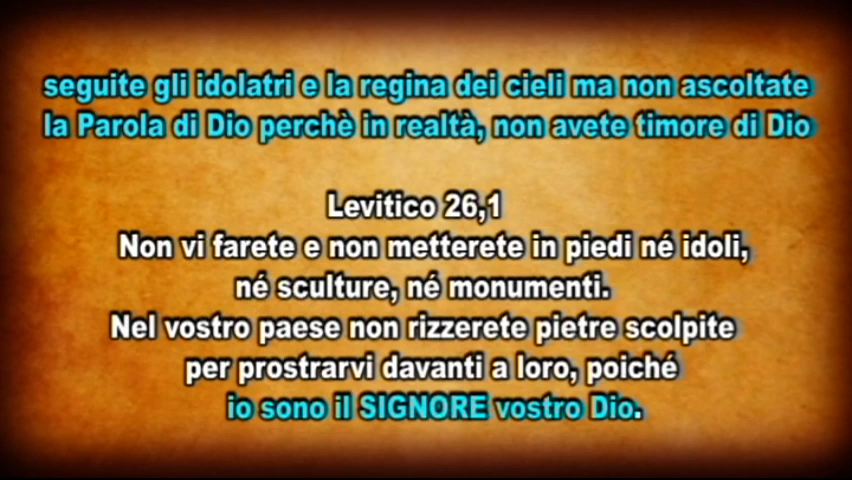 seguite gli idolatri e la regina dei cieli ma non ascoltate
la Parola di Dio perchè in realtà, non avete timore di Dio
Levitico 26,1
Non vi farete e non metterete in piedi né idoli,
né sculture, né monumenti.
Nel vostro paese non rizzerete pietre scolpite
per prostrarvi davanti a loro, poiché
io sono il SIGNORE vostro Dio.